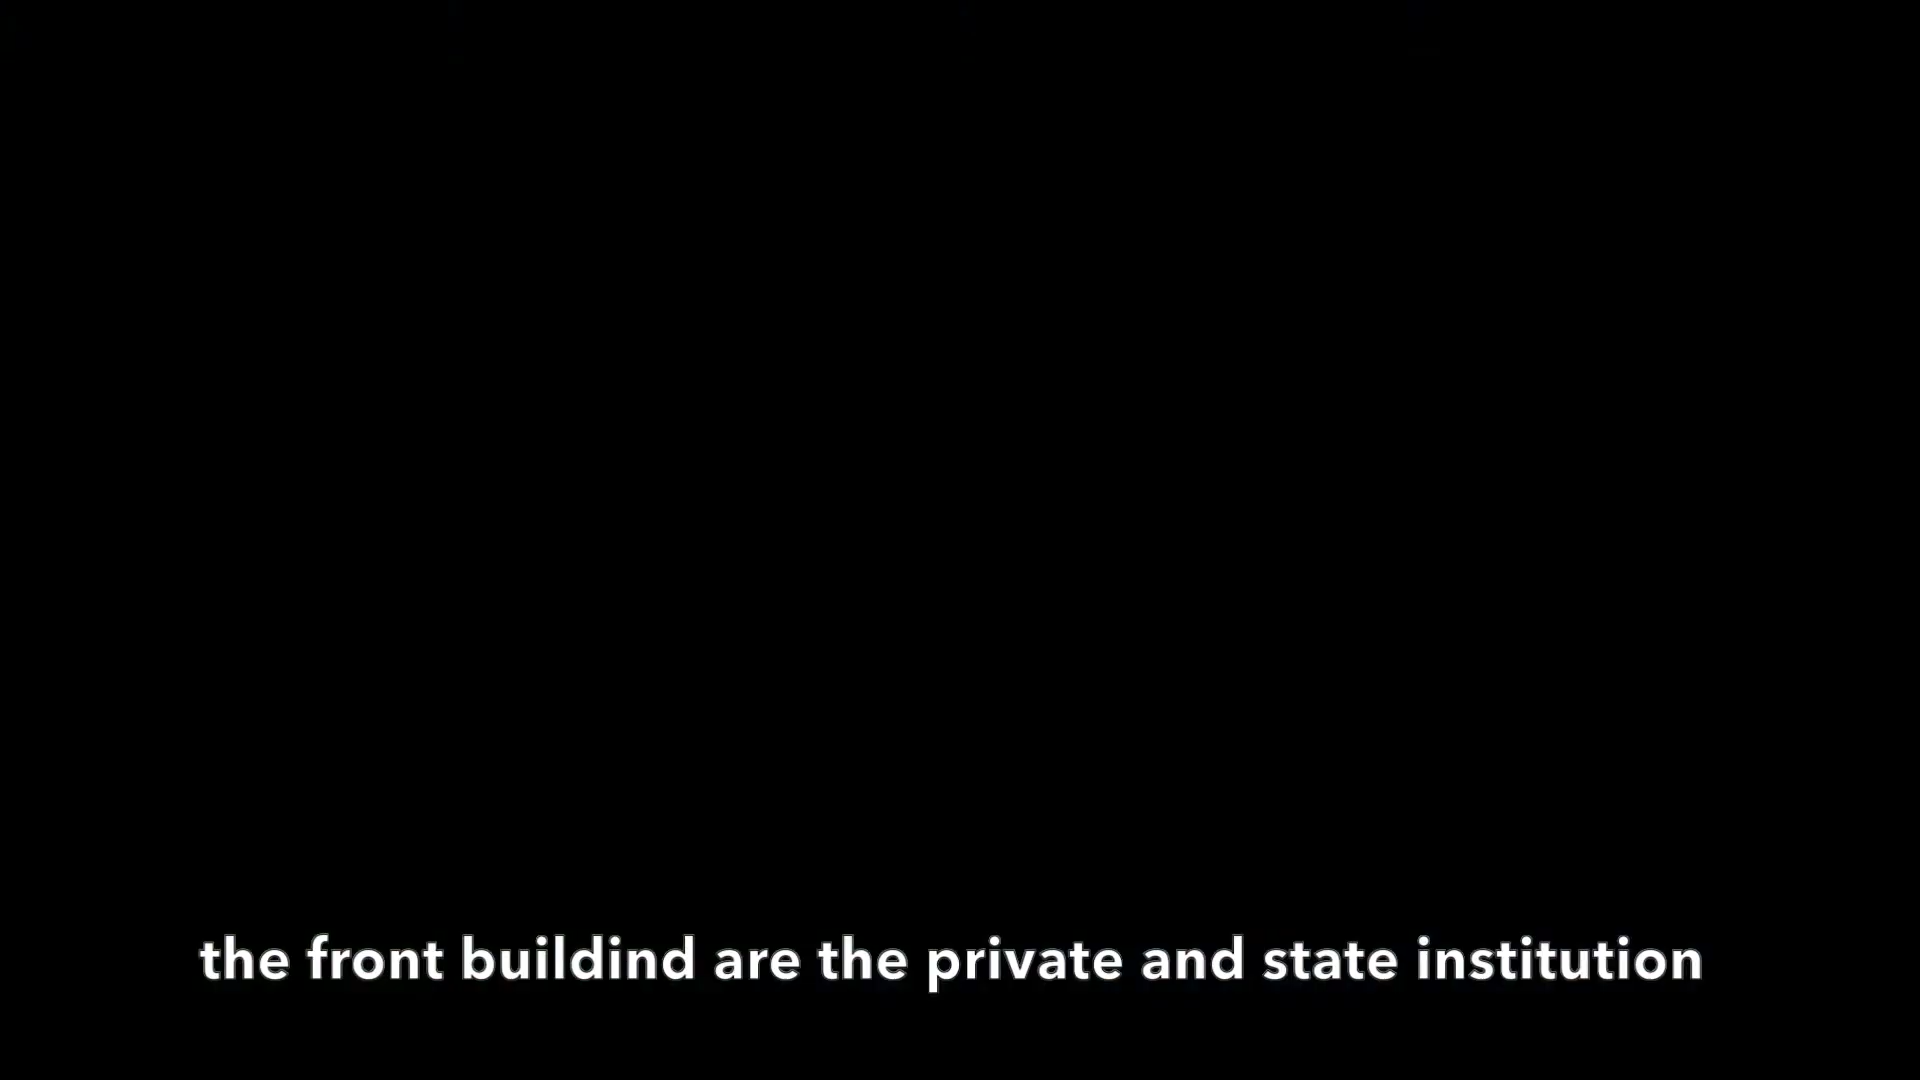 the front buildind are the private and state institution